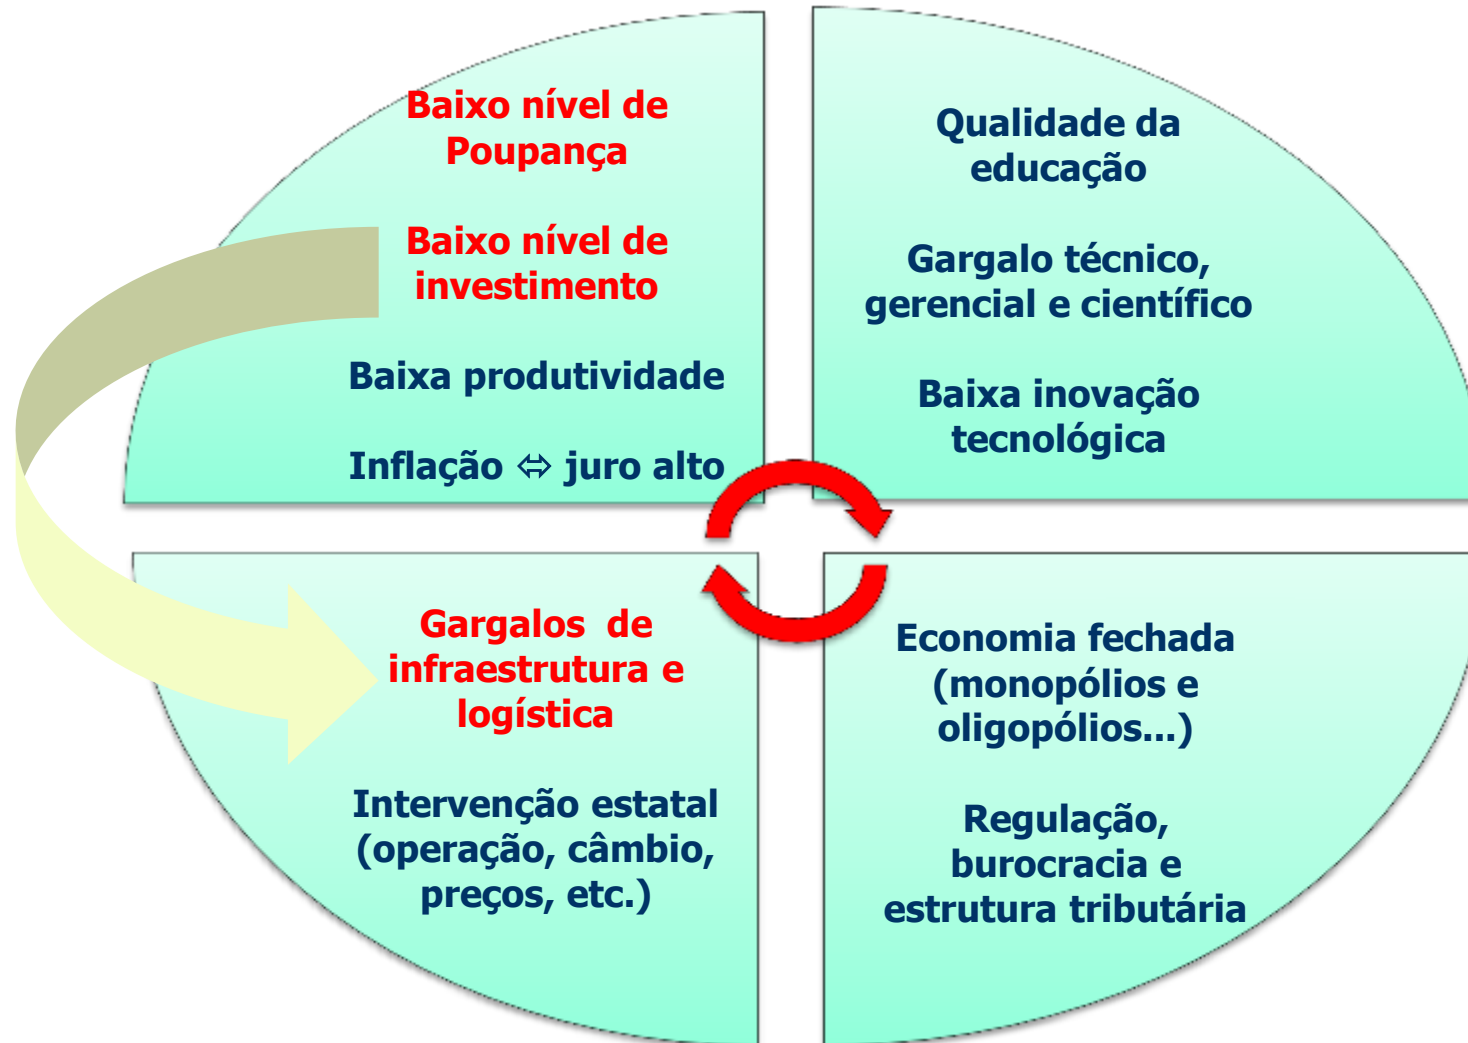 Baixo nível de
Poupança
Baixo nível de
investimento
Baixa produtividade
Inflação ⇔ juro alto
Qualidade da
educação
Gargalo técnico,
gerencial e científico
Baixa inovação
tecnológica
Gargalos de
infraestrutura e
logística
Intervenção estatal
(operação, câmbio,
preços, etc.)
Economia fechada
(monopólios e
oligopólios...)
Regulação,
burocracia e
estrutura tributária